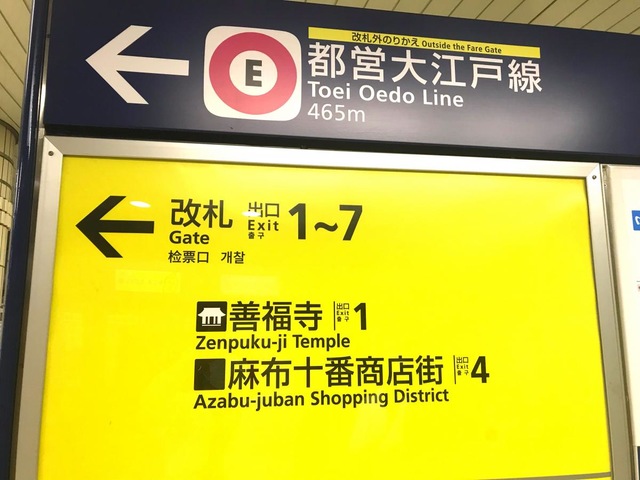 改札外のりかえ Outside the Fare Gate
E
都営大江戸線
Toei Oedo Line
465m
改札 出口 Exit 출구 1~7
Gate
检票口 개찰
善福寺 出口 Exit 출구 1
Zenpuku-ji Temple
麻布十番商店街 出口 Exit 출구 4
Azabu-juban Shopping District